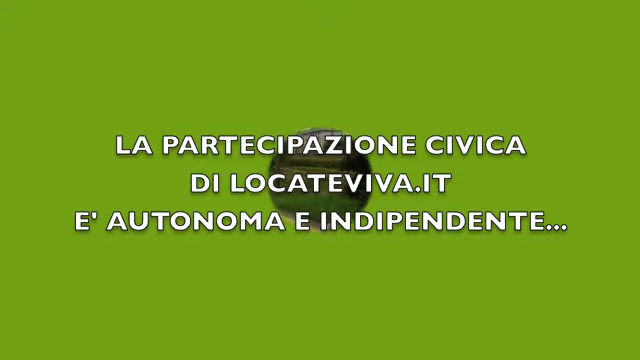 LA PARTECIPAZIONE CIVICA
DI LOCATEVIVA.IT
E' AUTONOMA E INDIPENDENTE...